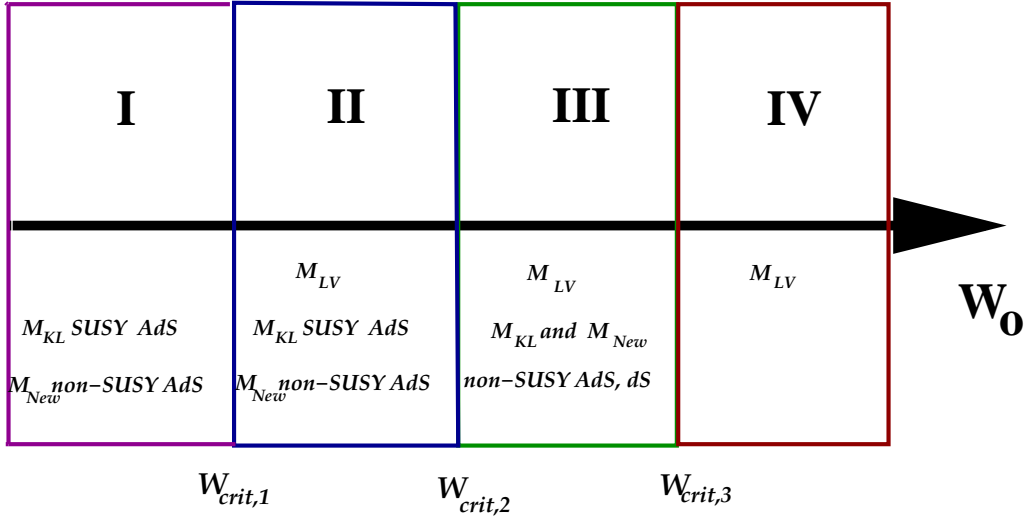 I II III IV
M_LV M_LV M_LV
M_KL SUSY AdS M_KL SUSY AdS M_KL and M_New
M_New non-SUSY AdS M_New non-SUSY AdS non-SUSY AdS, dS
W_o
W_crit,1 W_crit,2 W_crit,3